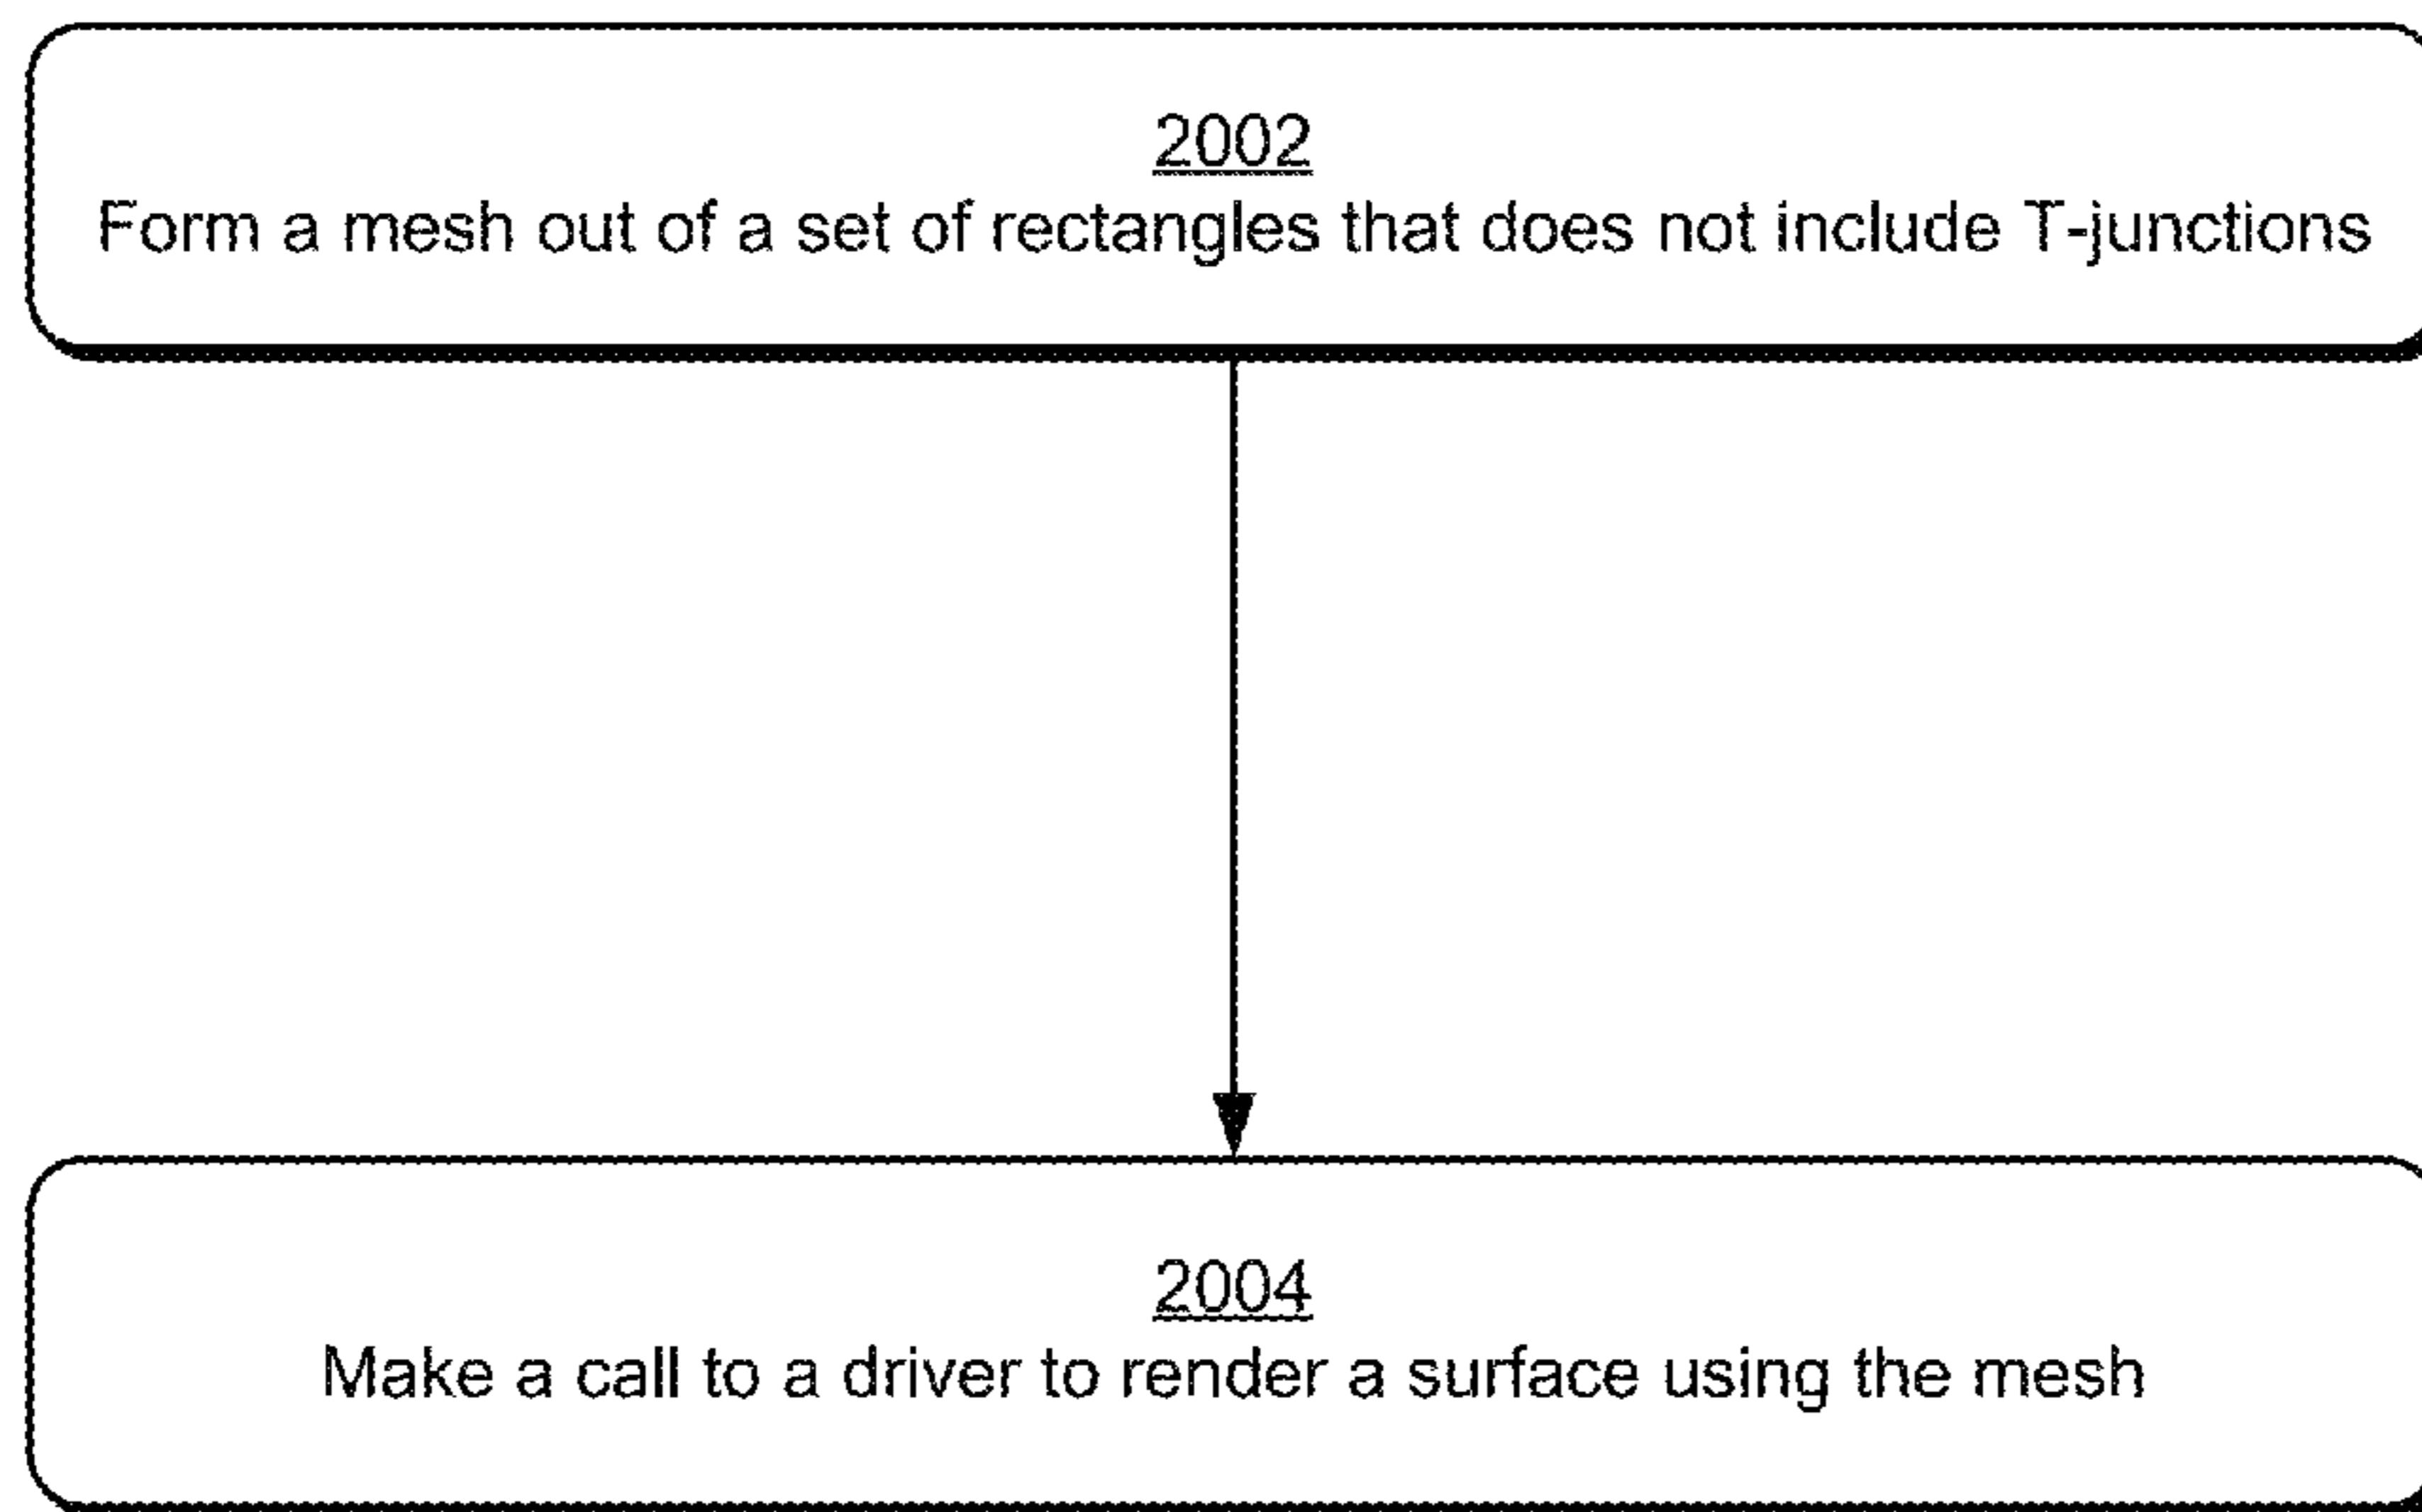 2002
Form a mesh out of a set of rectangles that does not include T-junctions
2004
Make a call to a driver to render a surface using the mesh